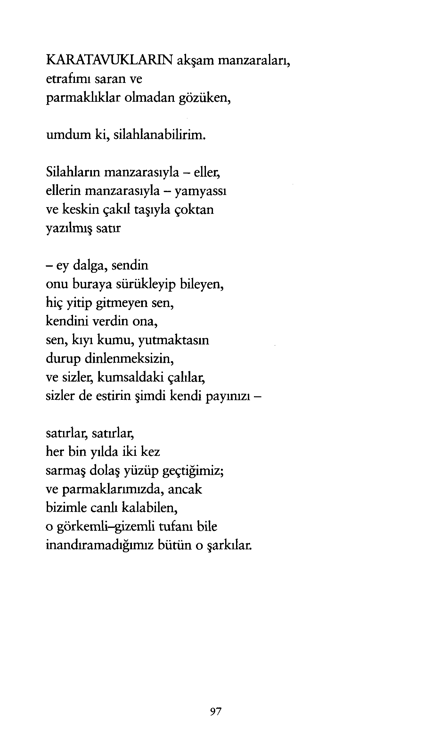 KARATAVUKLARIN akşam manzaraları,
etrafımı saran ve
parmaklıklar olmadan gözüken,
umdum ki, silahlanabilirim.
Silahların manzarasıyla – eller,
ellerin manzarasıyla – yamyassı
ve keskin çakıl taşıyla çoktan
yazılmış satır
– ey dalga, sendin
onu buraya sürükleyip bileyen,
hiç yitip gitmeyen sen,
kendini verdin ona,
sen, kıyı kumu, yutmaktasın
durup dinlenmeksizin,
ve sizler, kumsaldaki çalılar,
sizler de estirin şimdi kendi payınızı –
satırlar, satırlar,
her bin yılda iki kez
sarmaş dolaş yüzüp geçtiğimiz;
ve parmaklarımızda, ancak
bizimle canlı kalabilen,
o görkemli–gizemli tufanı bile
inandıramadığımız bütün o şarkılar.
97